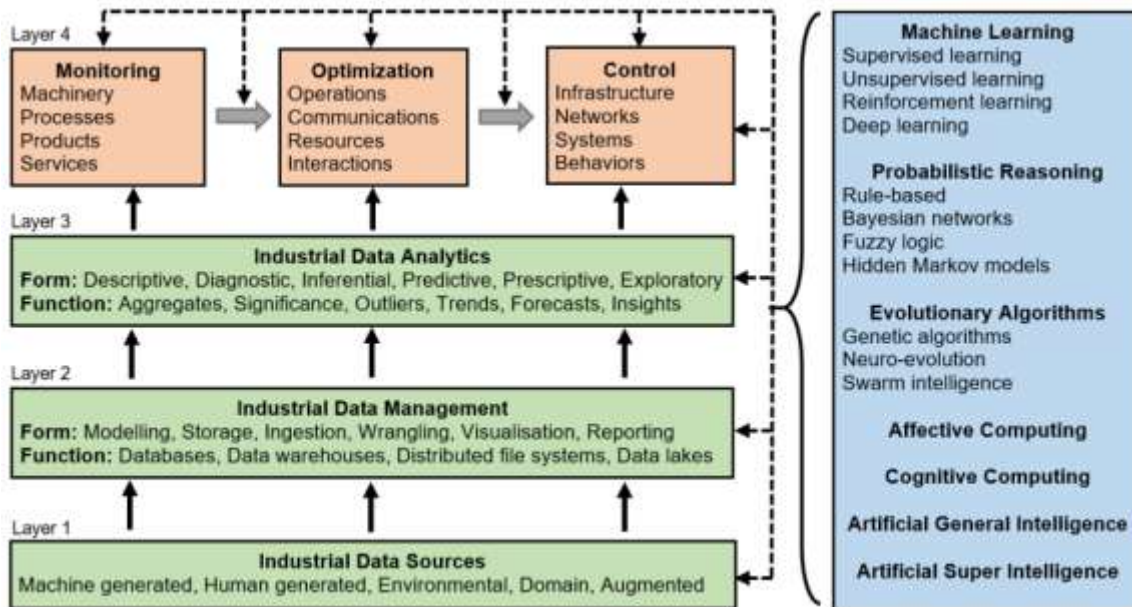 Layer 4
Monitoring
Machinery
Processes
Products
Services
Optimization
Operations
Communications
Resources
Interactions
Control
Infrastructure
Networks
Systems
Behaviors
Layer 3
Industrial Data Analytics
Form: Descriptive, Diagnostic, Inferential, Predictive, Prescriptive, Exploratory
Function: Aggregates, Significance, Outliers, Trends, Forecasts, Insights
Layer 2
Industrial Data Management
Form: Modelling, Storage, Ingestion, Wrangling, Visualisation, Reporting
Function: Databases, Data warehouses, Distributed file systems, Data lakes
Layer 1
Industrial Data Sources
Machine generated, Human generated, Environmental, Domain, Augmented
Machine Learning
Supervised learning
Unsupervised learning
Reinforcement learning
Deep learning
Probabilistic Reasoning
Rule-based
Bayesian networks
Fuzzy logic
Hidden Markov models
Evolutionary Algorithms
Genetic algorithms
Neuro-evolution
Swarm intelligence
Affective Computing
Cognitive Computing
Artificial General Intelligence
Artificial Super Intelligence